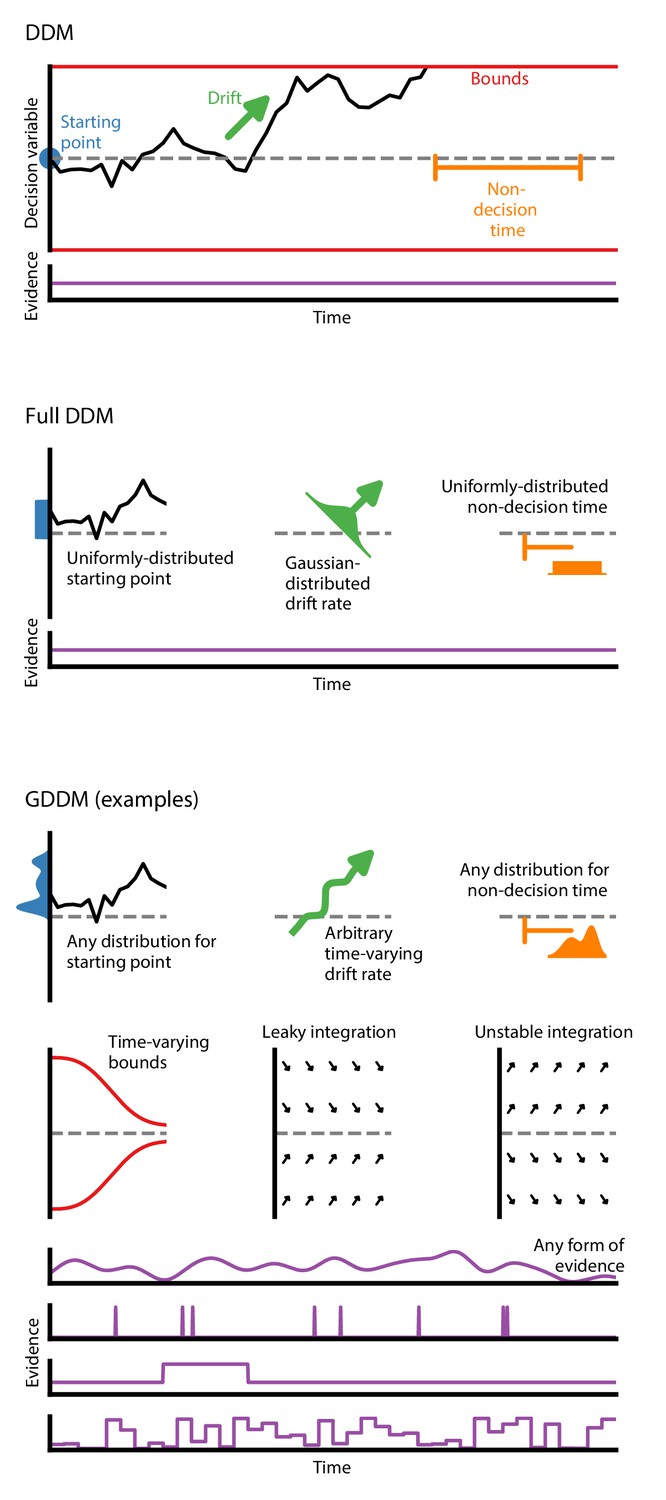 DDM
Decision variable
Starting
point
Drift
Bounds
Non-
decision
time
Evidence
Time
Full DDM
Uniformly-distributed
starting point
Gaussian-
distributed
drift rate
Uniformly-distributed
non-decision time
Evidence
Time
GDDM (examples)
Any distribution for
starting point
Arbitrary
time-varying
drift rate
Any distribution for
non-decision time
Time-varying
bounds
Leaky integration
Unstable integration
Any form of
evidence
Evidence
Time